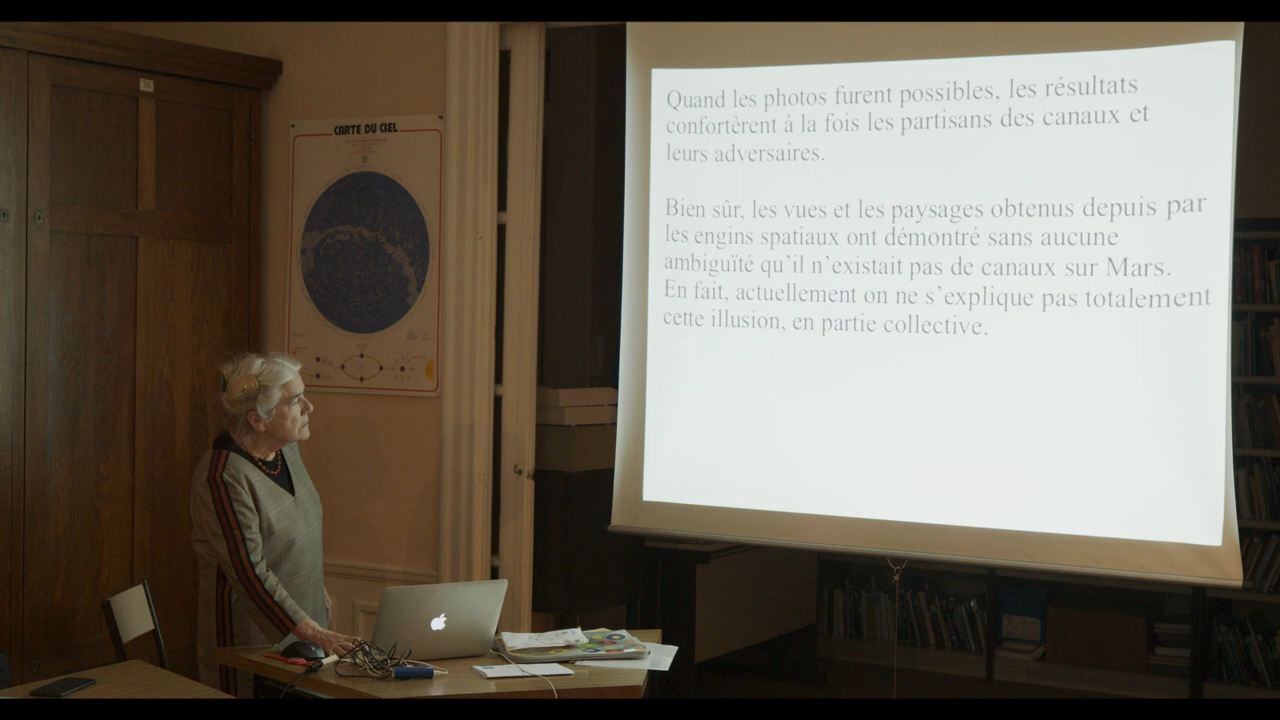 CARTE DU CIEL
Quand les photos furent possibles, les résultats
confortèrent à la fois les partisans des canaux et
leurs adversaires.
Bien sûr, les vues et les paysages obtenus depuis par
les engins spatiaux ont démontré sans aucune
ambiguïté qu'il n'existait pas de canaux sur Mars.
En fait, actuellement on ne s'explique pas totalement
cette illusion, en partie collective.